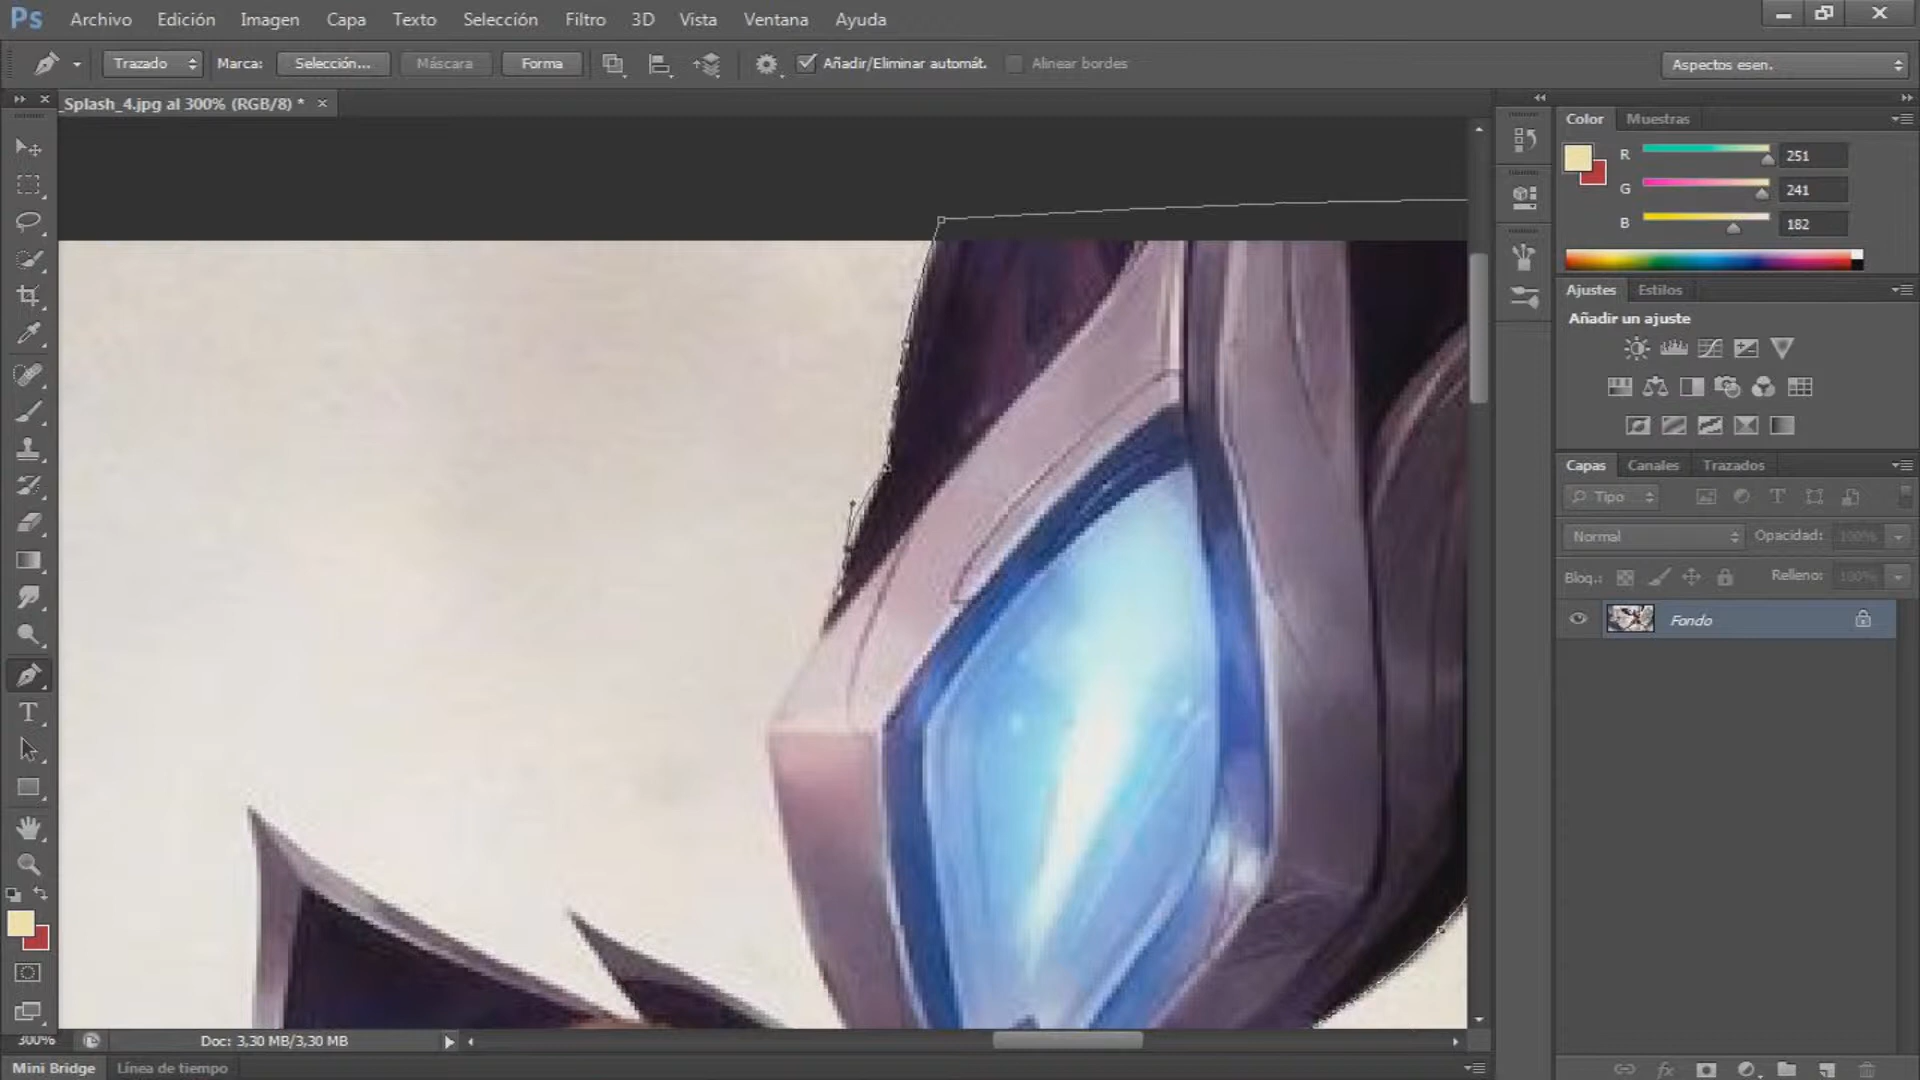 Ps Archivo Edición Imagen Capa Texto Selección Filtro 3D Vista Ventana Ayuda
Trazado Marca: Selección... Máscara Forma Añadir/Eliminar automát. Alinear bordes Aspectos esen.
_Splash_4.jpg al 300% (RGB/8) * ×
Color Muestras
R 251
G 241
B 182
Ajustes Estilos
Añadir un ajuste
Capas Canales Trazados
Tipo
Normal Opacidad: 100%
Bloq.: Relleno: 100%
Fondo
300% Doc: 3,30 MB/3,30 MB
Mini Bridge Línea de tiempo